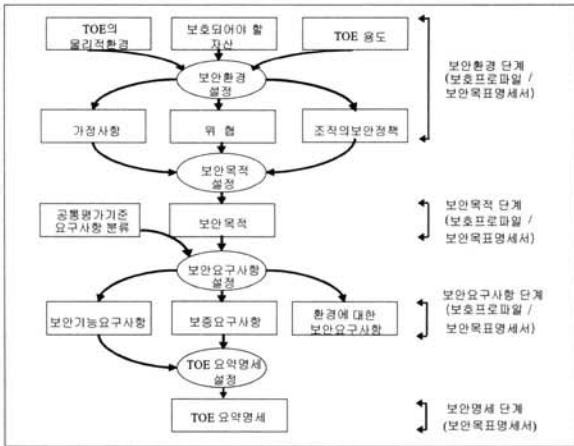 TOE의
물리적환경
보호되어야 할
자산
TOE 용도
보안환경
설정
보안환경 단계
(보호프로파일 /
보안목표명세서)
가정사항
위 협
조직의보안정책
보안목적
설정
공통평가기준
요구사항 분류
보안목적
보안목적 단계
(보호프로파일 /
보안목표명세서)
보안요구사항
설정
보안기능요구사항
보증요구사항
환경에 대한
보안요구사항
보안요구사항 단계
(보호프로파일 /
보안목표명세서)
TOE 요약명세
설정
TOE 요약명세
보안명세 단계
(보안목표명세서)